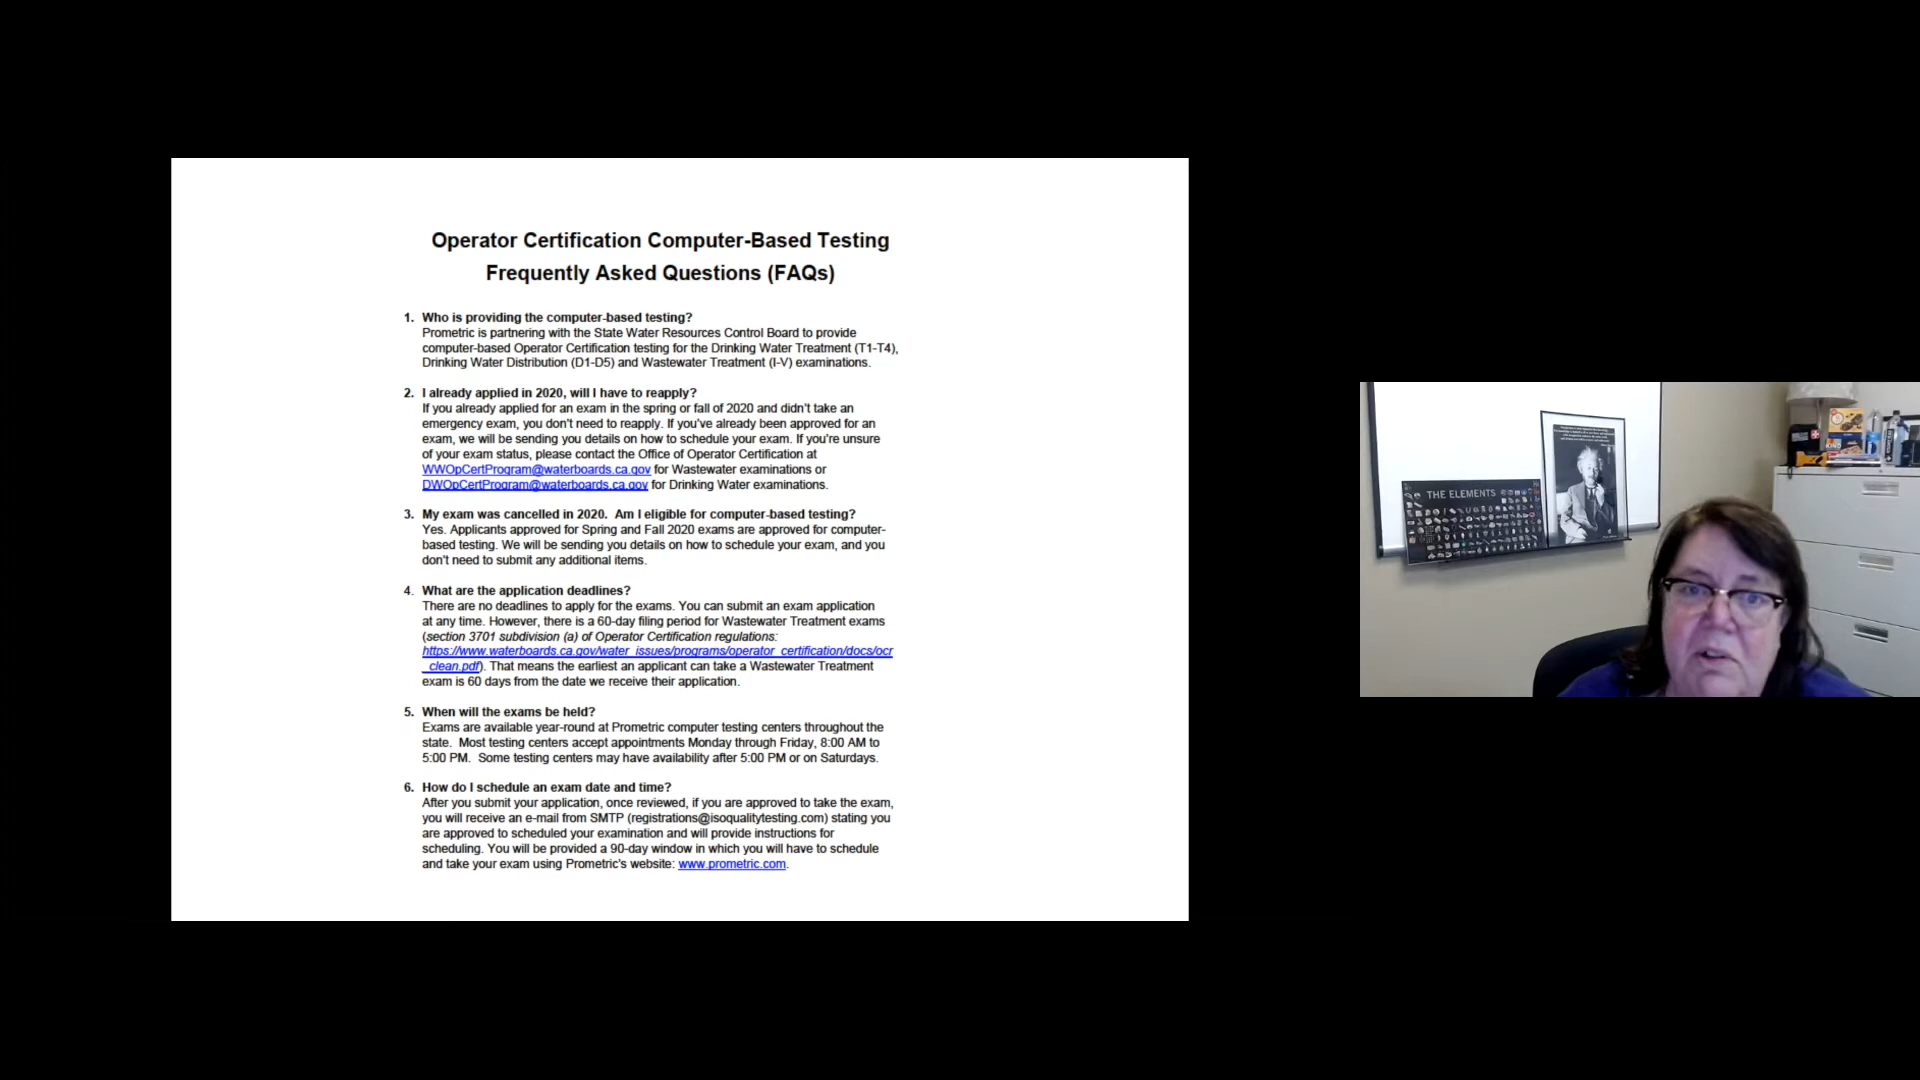 Operator Certification Computer-Based Testing
Frequently Asked Questions (FAQs)
1. Who is providing the computer-based testing?
Prometric is partnering with the State Water Resources Control Board to provide
computer-based Operator Certification testing for the Drinking Water Treatment (T1-T4),
Drinking Water Distribution (D1-D5) and Wastewater Treatment (I-V) examinations.
2. I already applied in 2020, will I have to reapply?
If you already applied for an exam in the spring or fall of 2020 and didn't take an
emergency exam, you don't need to reapply. If you've already been approved for an
exam, we will be sending you details on how to schedule your exam. If you're unsure
of your exam status, please contact the Office of Operator Certification at
WWOpCertProgram@waterboards.ca.gov for Wastewater examinations or
DWOpCertProgram@waterboards.ca.gov for Drinking Water examinations.
3. My exam was cancelled in 2020. Am I eligible for computer-based testing?
Yes. Applicants approved for Spring and Fall 2020 exams are approved for computer-
based testing. We will be sending you details on how to schedule your exam, and you
don't need to submit any additional items.
4. What are the application deadlines?
There are no deadlines to apply for the exams. You can submit an exam application
at any time. However, there is a 60-day filing period for Wastewater Treatment exams
(section 3701 subdivision (a) of Operator Certification regulations:
https://www.waterboards.ca.gov/water_issues/programs/operator_certification/docs/ocr
_clean.pdf). That means the earliest an applicant can take a Wastewater Treatment
exam is 60 days from the date we receive their application.
5. When will the exams be held?
Exams are available year-round at Prometric computer testing centers throughout the
state. Most testing centers accept appointments Monday through Friday, 8:00 AM to
5:00 PM. Some testing centers may have availability after 5:00 PM or on Saturdays.
6. How do I schedule an exam date and time?
After you submit your application, once reviewed, if you are approved to take the exam,
you will receive an e-mail from SMTP (registrations@isoqualitytesting.com) stating you
are approved to scheduled your examination and will provide instructions for
scheduling. You will be provided a 90-day window in which you will have to schedule
and take your exam using Prometric's website: www.prometric.com.
THE ELEMENTS
KIND